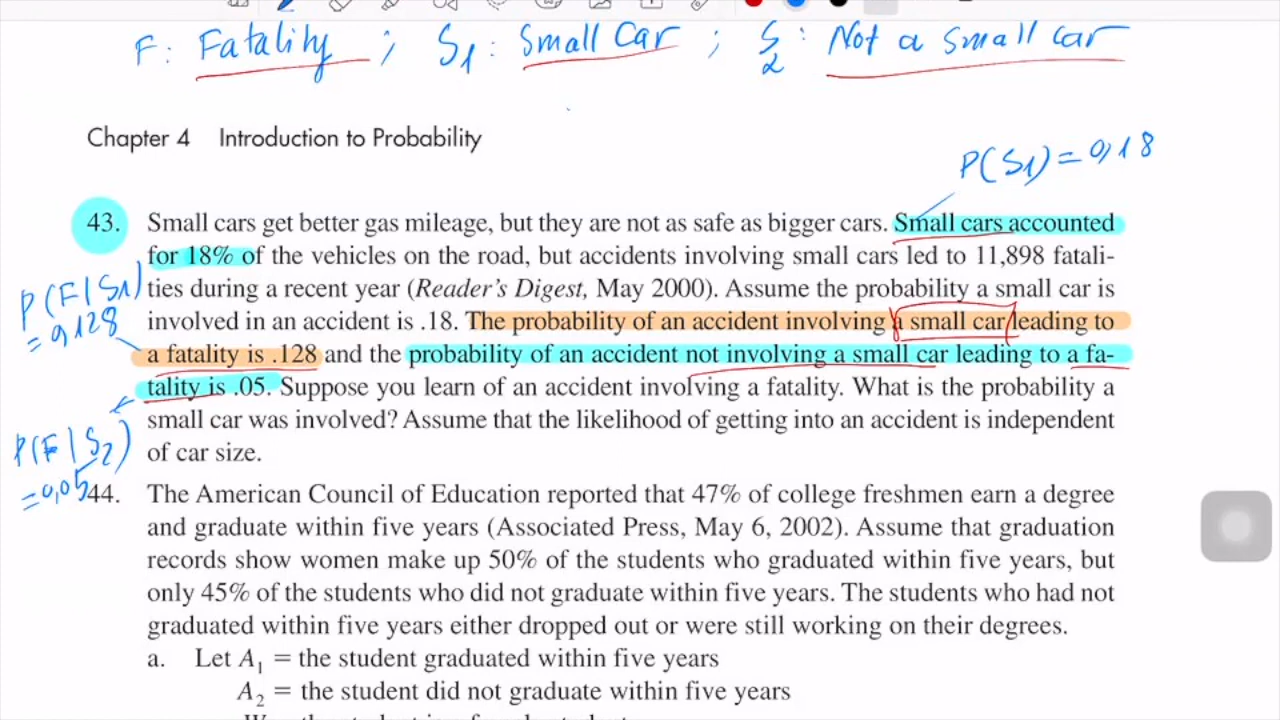 F: Fatality ; S1: Small Car ; S2: Not a small car
Chapter 4 Introduction to Probability
P(S1) = 0,18
43. Small cars get better gas mileage, but they are not as safe as bigger cars. Small cars accounted
for 18% of the vehicles on the road, but accidents involving small cars led to 11,898 fatali-
P(F|S1)
ties during a recent year (Reader's Digest, May 2000). Assume the probability a small car is
= 0,128
involved in an accident is .18. The probability of an accident involving a small car leading to
a fatality is .128 and the probability of an accident not involving a small car leading to a fa-
tality is .05. Suppose you learn of an accident involving a fatality. What is the probability a
small car was involved? Assume that the likelihood of getting into an accident is independent
P(F|S2)
of car size.
= 0,05
44. The American Council of Education reported that 47% of college freshmen earn a degree
and graduate within five years (Associated Press, May 6, 2002). Assume that graduation
records show women make up 50% of the students who graduated within five years, but
only 45% of the students who did not graduate within five years. The students who had not
graduated within five years either dropped out or were still working on their degrees.
a. Let A1 = the student graduated within five years
A2 = the student did not graduate within five years